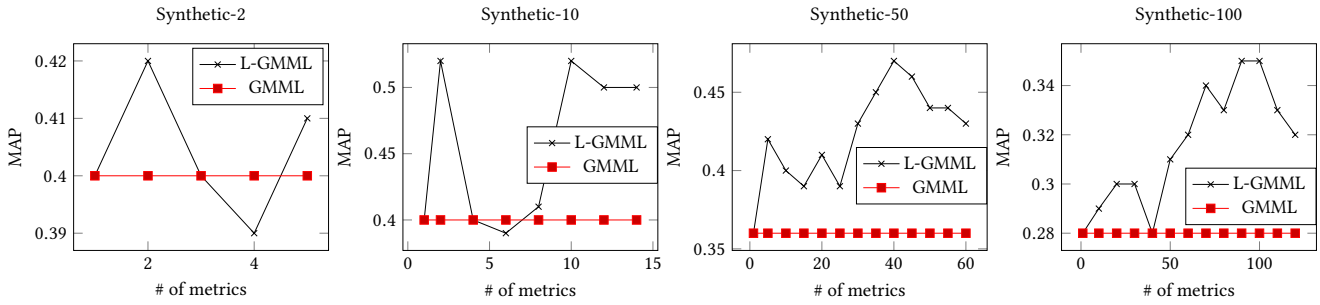 Synthetic-2
0.42
0.41
0.4
0.39
MAP
2
4
# of metrics
L-GMML
GMML
Synthetic-10
0.5
0.45
0.4
MAP
0
5
10
15
# of metrics
L-GMML
GMML
Synthetic-50
0.45
0.4
0.35
MAP
0
20
40
60
# of metrics
L-GMML
GMML
Synthetic-100
0.34
0.32
0.3
0.28
MAP
0
50
100
# of metrics
L-GMML
GMML